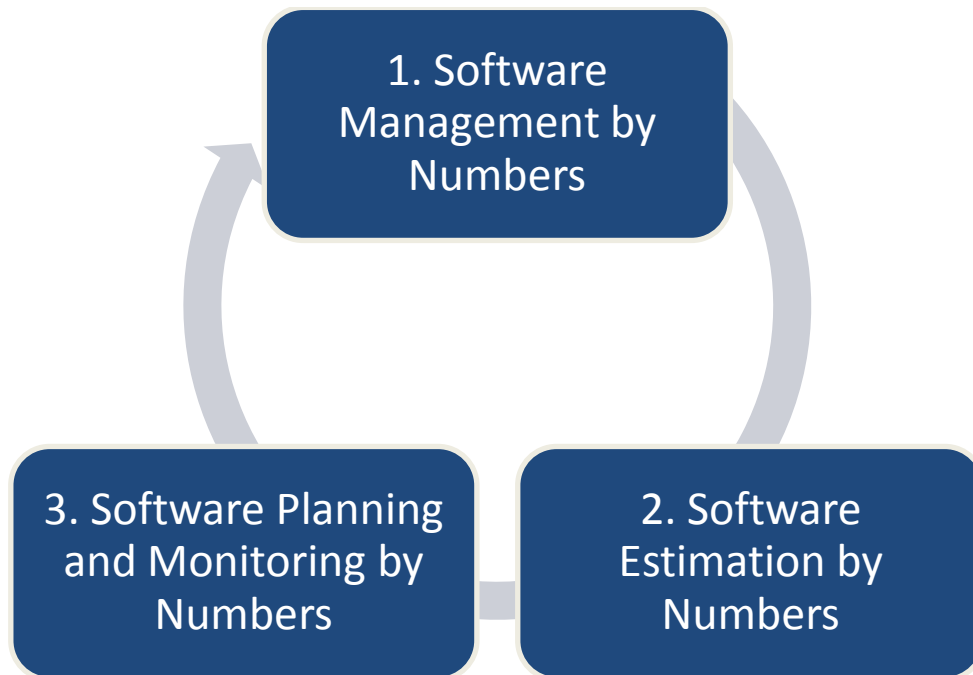 1. Software
Management by
Numbers
3. Software Planning
and Monitoring by
Numbers
2. Software
Estimation by
Numbers